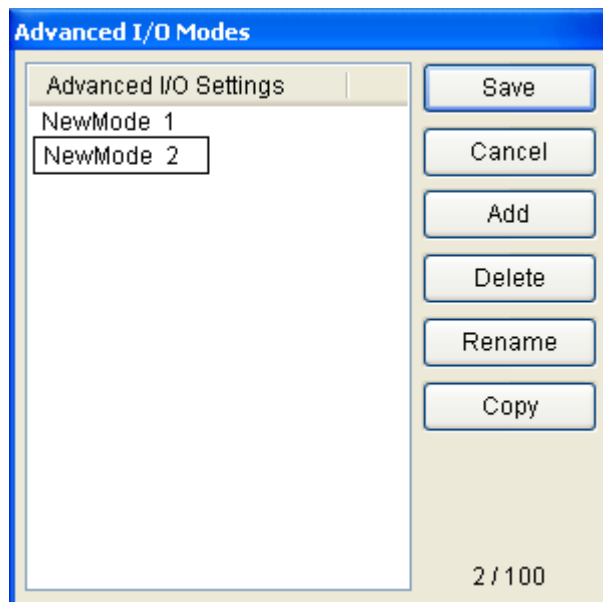 Advanced I/O Modes
Advanced I/O Settings
NewMode 1
NewMode 2
Save
Cancel
Add
Delete
Rename
Copy
2/100